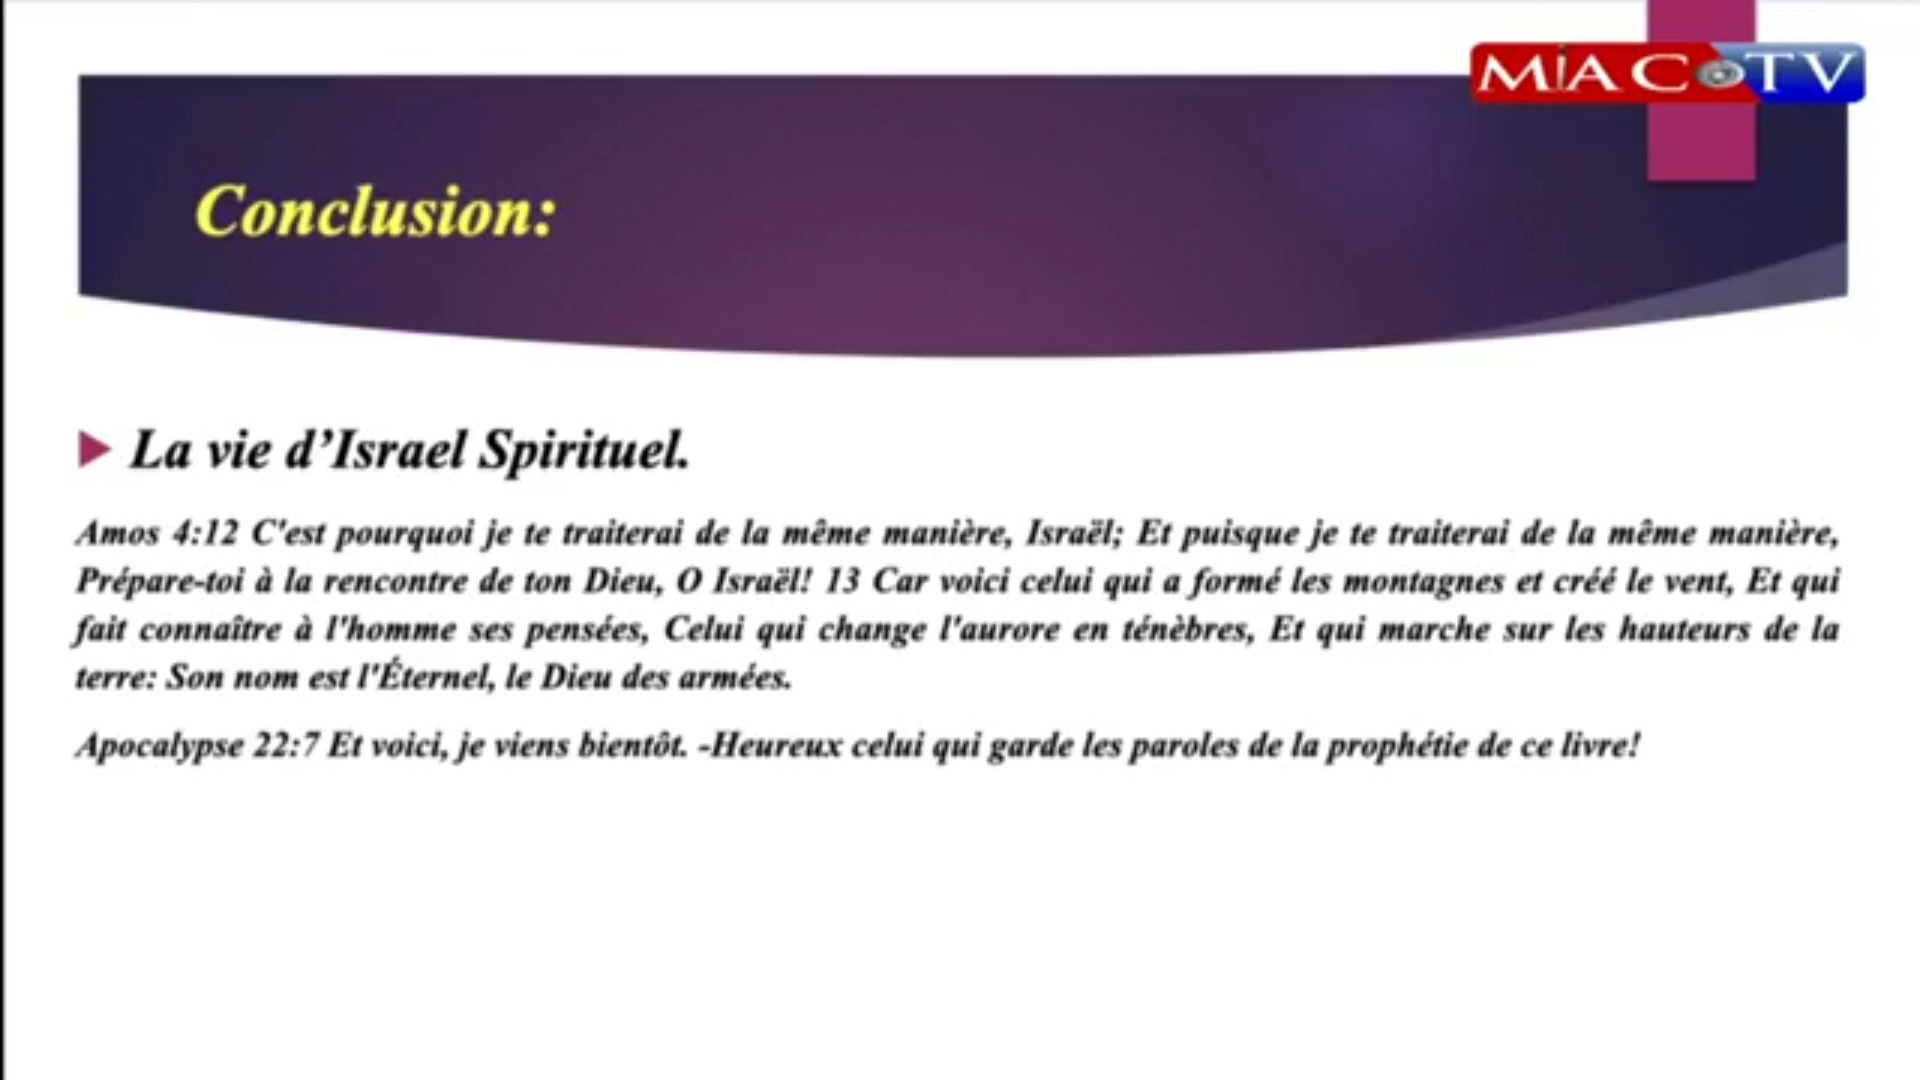 MiAC TV
Conclusion:
La vie d’Israel Spirituel.
Amos 4:12 C'est pourquoi je te traiterai de la même manière, Israël; Et puisque je te traiterai de la même manière,
Prépare-toi à la rencontre de ton Dieu, O Israël! 13 Car voici celui qui a formé les montagnes et créé le vent, Et qui
fait connaître à l'homme ses pensées, Celui qui change l'aurore en ténèbres, Et qui marche sur les hauteurs de la
terre: Son nom est l'Éternel, le Dieu des armées.
Apocalypse 22:7 Et voici, je viens bientôt. -Heureux celui qui garde les paroles de la prophétie de ce livre!